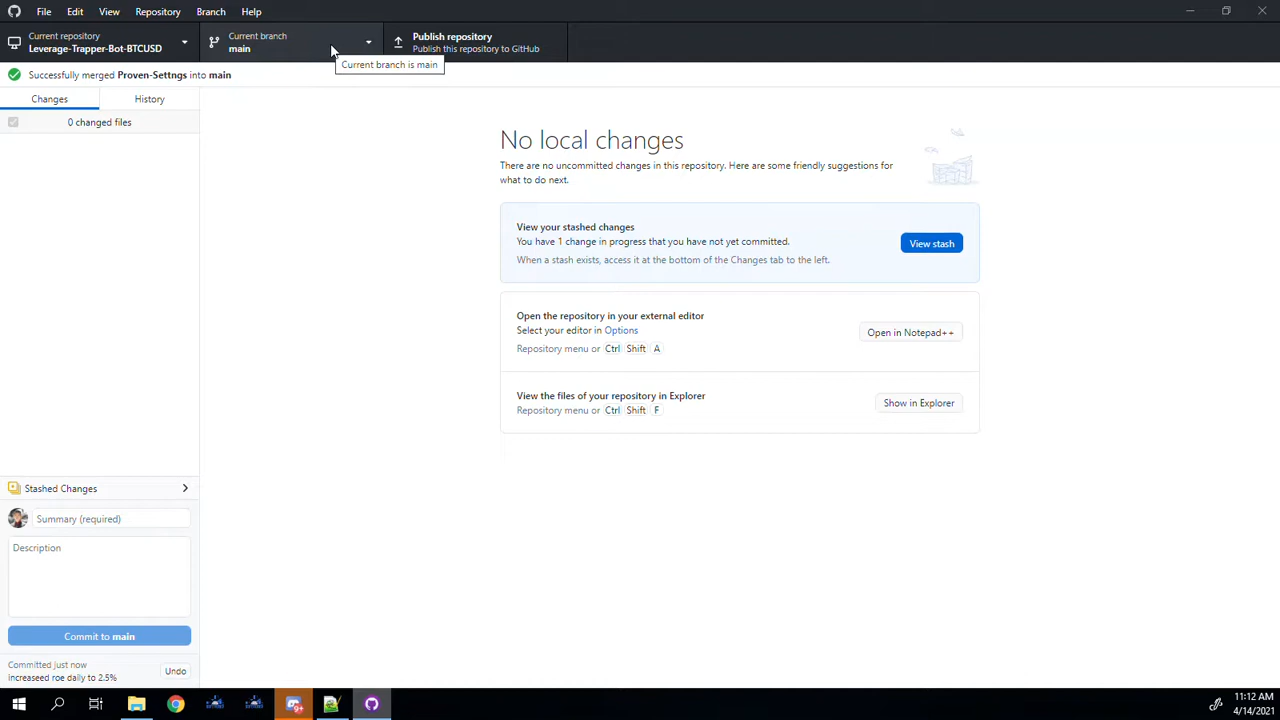 File Edit View Repository Branch Help
Current repository
Leverage-Trapper-Bot-BTCUSD
Current branch
main
Publish repository
Publish this repository to GitHub
Current branch is main
Successfully merged Proven-Settngs into main
Changes History
0 changed files
No local changes
There are no uncommitted changes in this repository. Here are some friendly suggestions for
what to do next.
View your stashed changes
You have 1 change in progress that you have not yet committed.
When a stash exists, access it at the bottom of the Changes tab to the left.
View stash
Open the repository in your external editor
Select your editor in Options
Repository menu or Ctrl Shift A
Open in Notepad++
View the files of your repository in Explorer
Repository menu or Ctrl Shift F
Show in Explorer
Stashed Changes
Summary (required)
Description
Commit to main
Committed just now
increaseed roe daily to 2.5%
Undo
9+
11:12 AM
4/14/2021